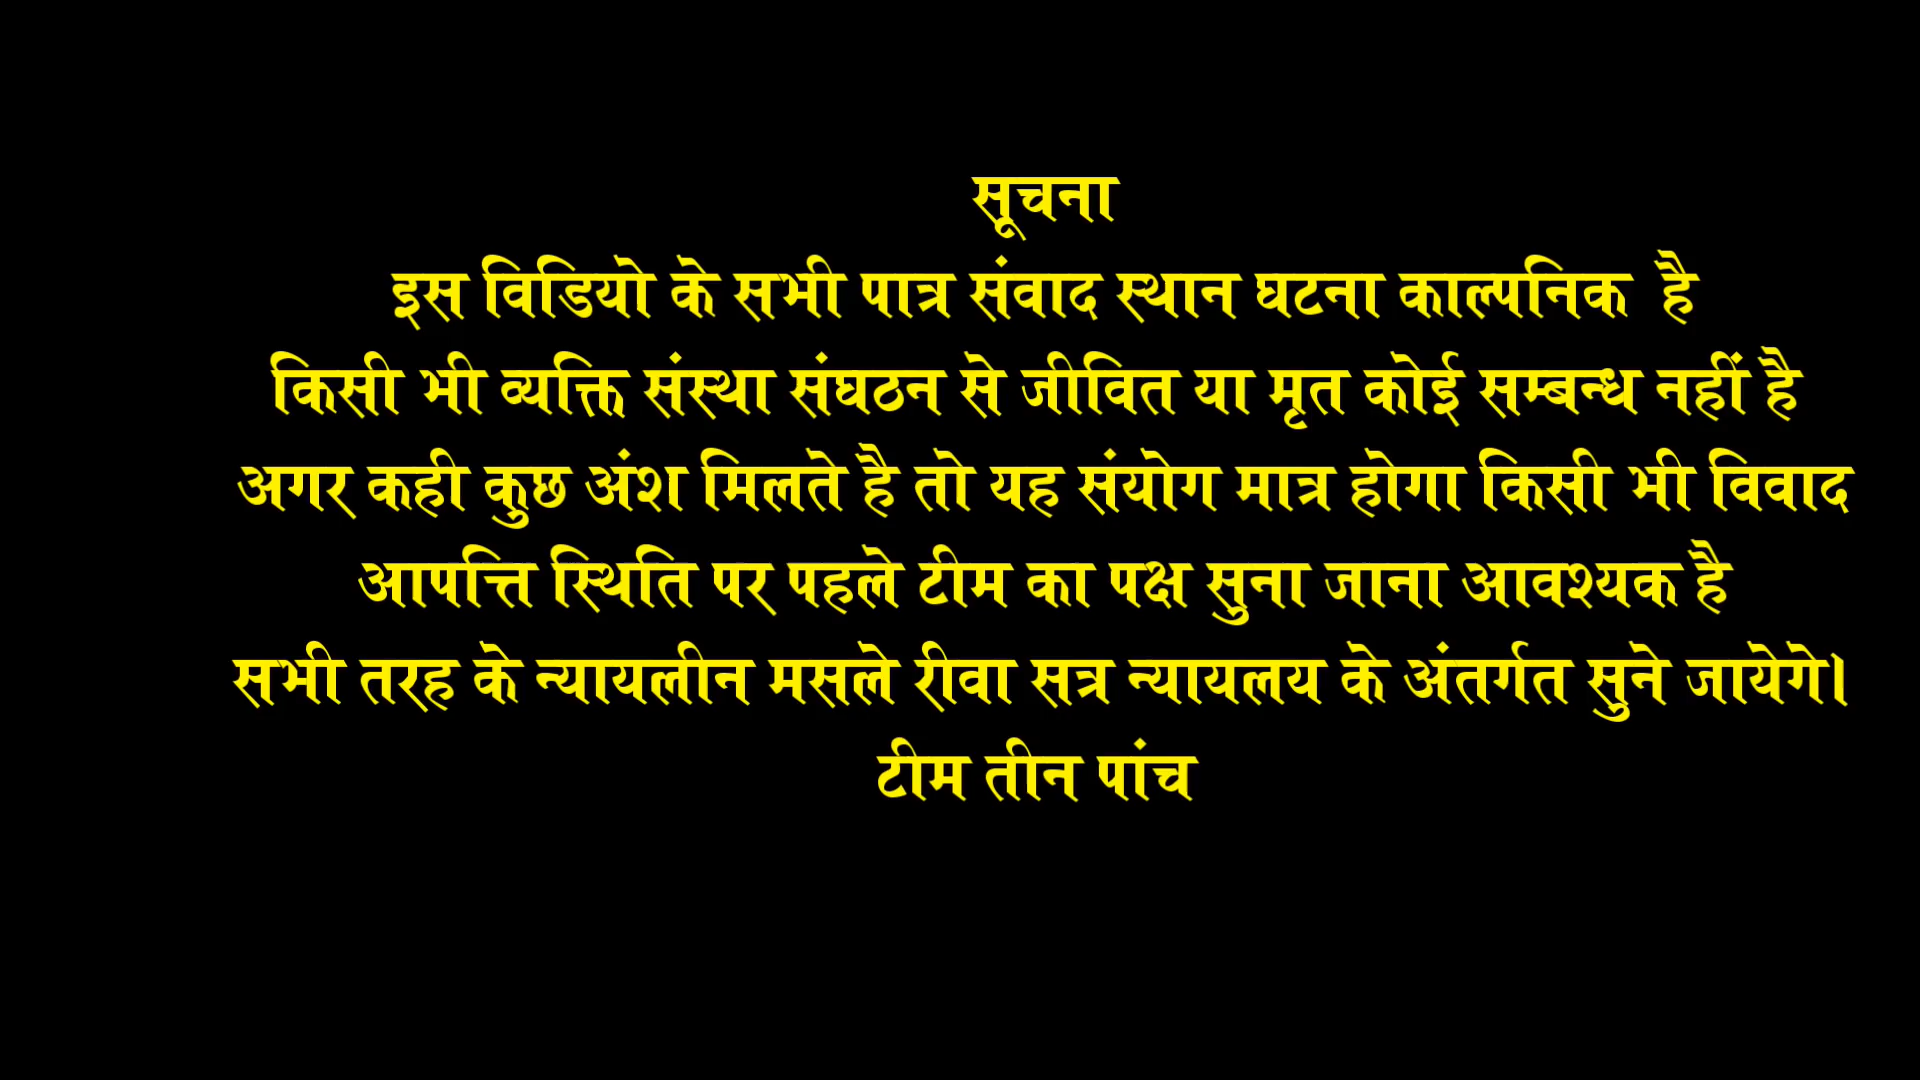 सूचना
इस विडियो के सभी पात्र संवाद स्थान घटना काल्पनिक है
किसी भी व्यक्ति संस्था संघठन से जीवित या मृत कोई सम्बन्ध नहीं है
अगर कही कुछ अंश मिलते है तो यह संयोग मात्र होगा किसी भी विवाद
आपत्ति स्थिति पर पहले टीम का पक्ष सुना जाना आवश्यक है
सभी तरह के न्यायलीन मसले रीवा सत्र न्यायलय के अंतर्गत सुने जायेगे।
टीम तीन पांच